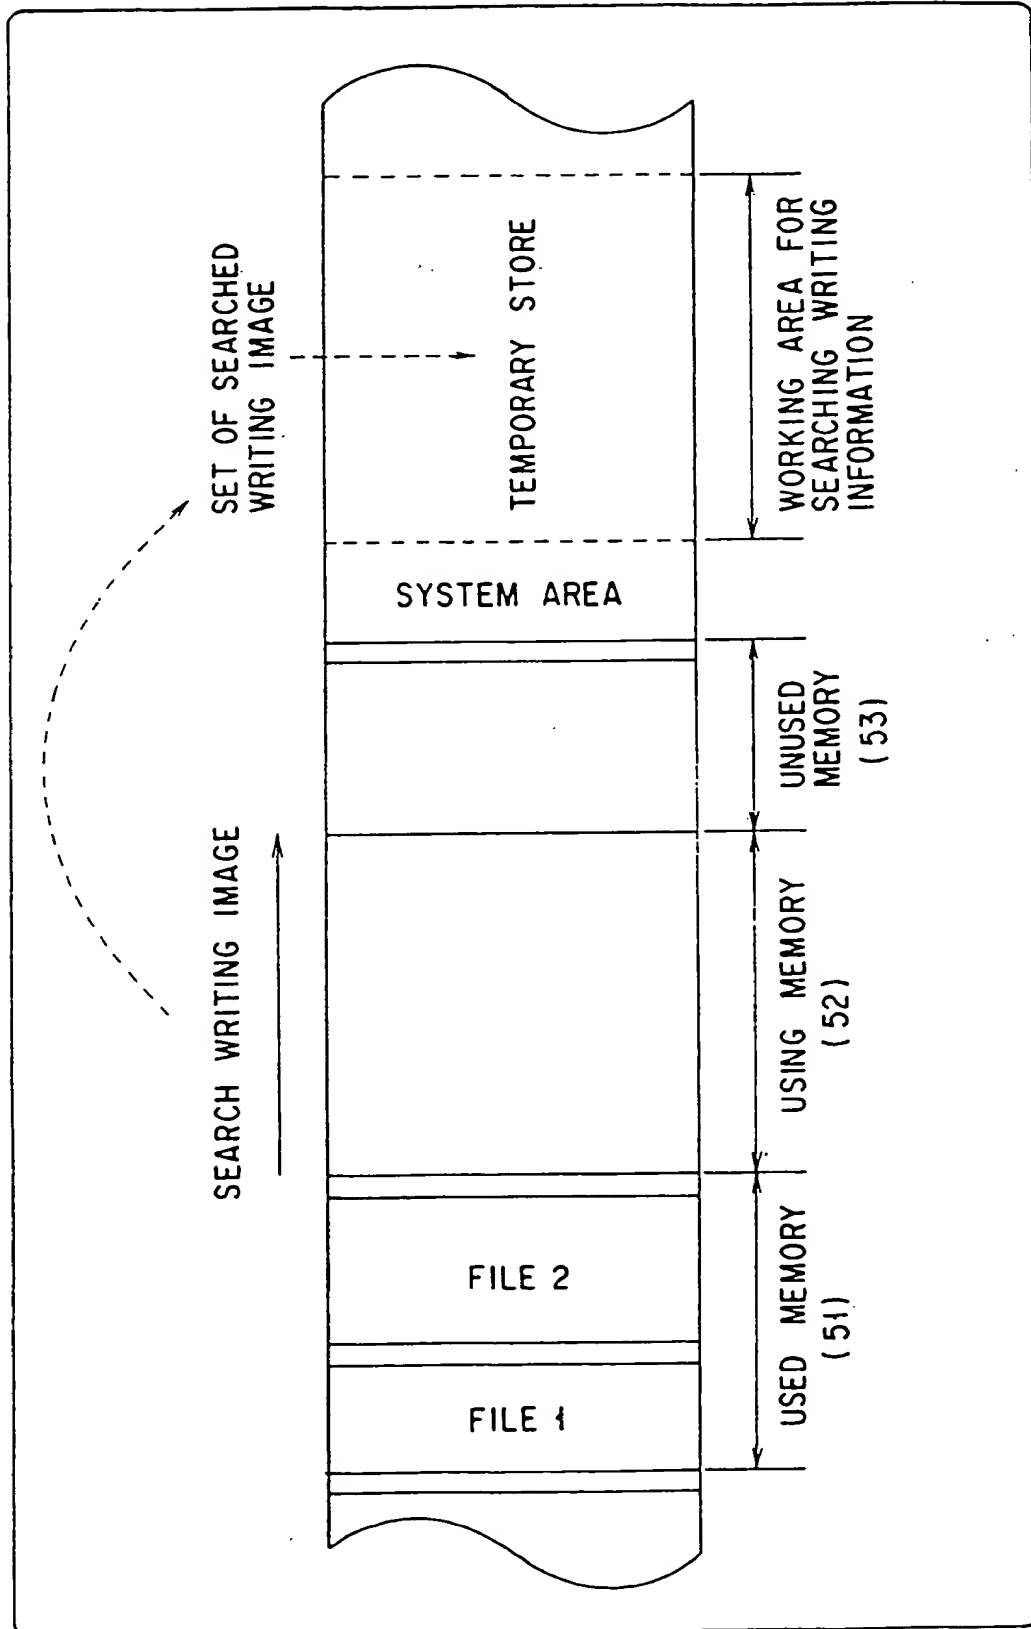 SEARCH WRITING IMAGE
SET OF SEARCHED
WRITING IMAGE
FILE 1
FILE 2
SYSTEM AREA
TEMPORARY STORE
USED MEMORY
(51)
USING MEMORY
(52)
UNUSED
MEMORY
(53)
WORKING AREA FOR
SEARCHING WRITING
INFORMATION